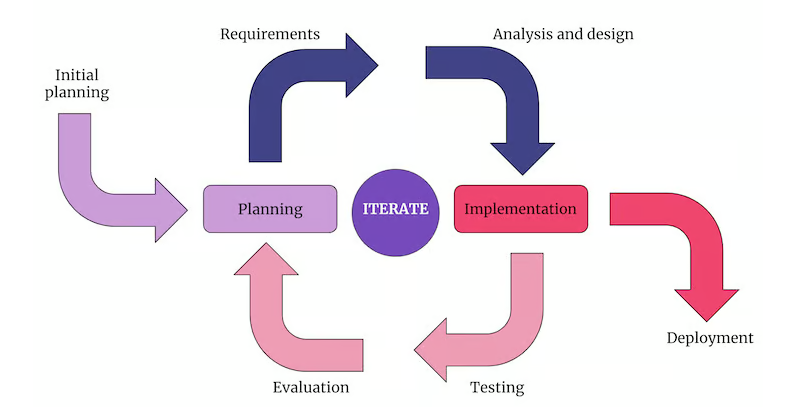 Requirements
Analysis and design
Initial
planning
Planning
ITERATE
Implementation
Deployment
Evaluation
Testing